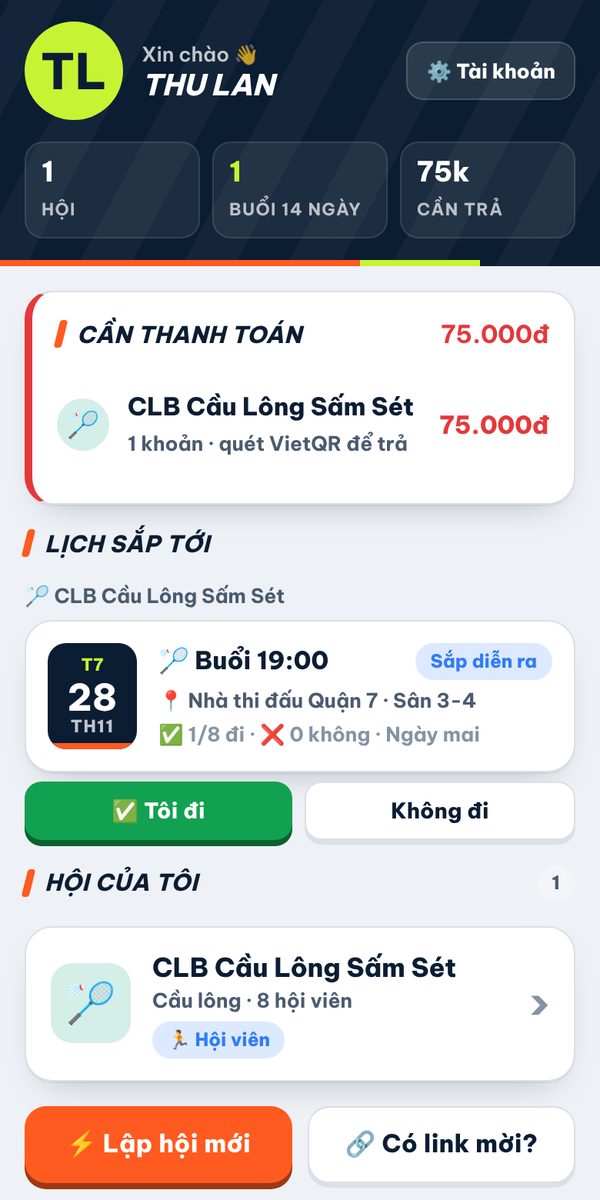 TL
Xin chào 👋
THU LAN
⚙️ Tài khoản
1
HỘI
1
BUỔI 14 NGÀY
75k
CẦN TRẢ
CẦN THANH TOÁN
75.000đ
CLB Cầu Lông Sấm Sét
1 khoản · quét VietQR để trả
75.000đ
LỊCH SẮP TỚI
🏸 CLB Cầu Lông Sấm Sét
T7
28
TH11
🏸 Buổi 19:00
Sắp diễn ra
📍 Nhà thi đấu Quận 7 · Sân 3-4
✅ 1/8 đi · ❌ 0 không · Ngày mai
✅ Tôi đi
Không đi
HỘI CỦA TÔI
1
CLB Cầu Lông Sấm Sét
Cầu lông · 8 hội viên
🏃 Hội viên
⚡ Lập hội mới
🔗 Có link mời?